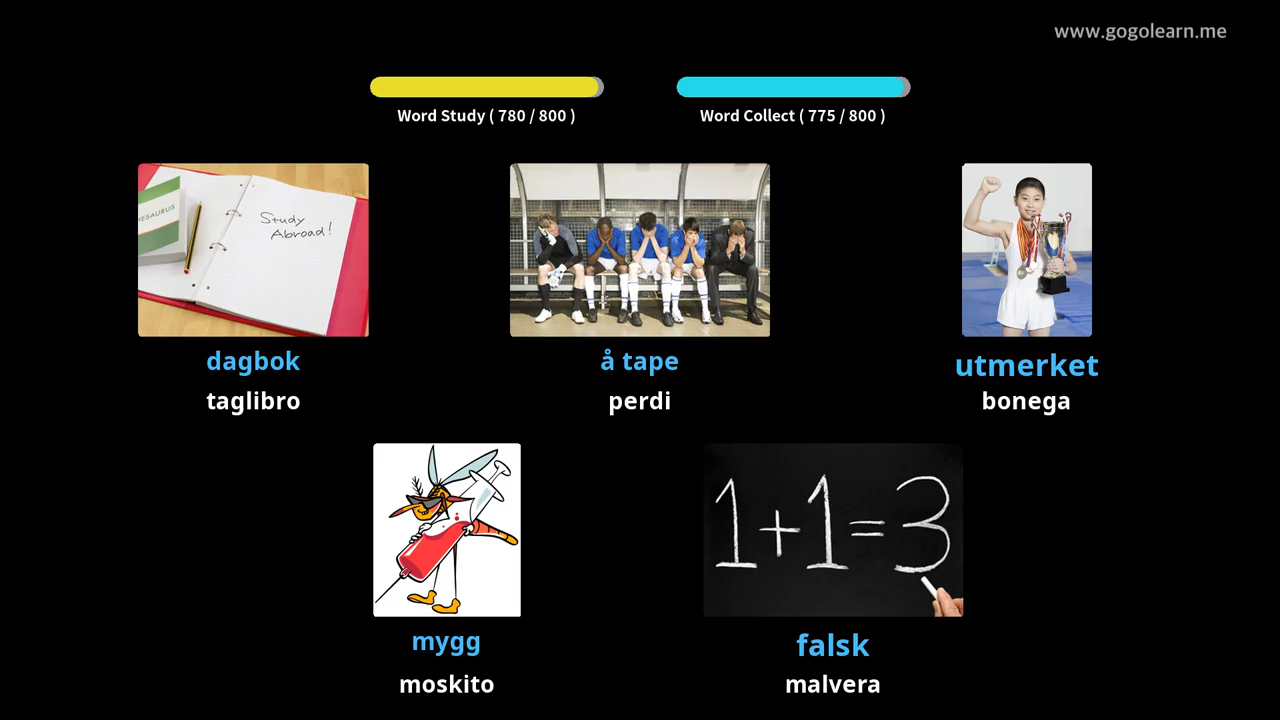 www.gogolearn.me
Word Study ( 780 / 800 )
Word Collect ( 775 / 800 )
HESAURUS
Study
Abroad!
dagbok
å tape
utmerket
taglibro
perdi
bonega
1+1=3
mygg
falsk
moskito
malvera